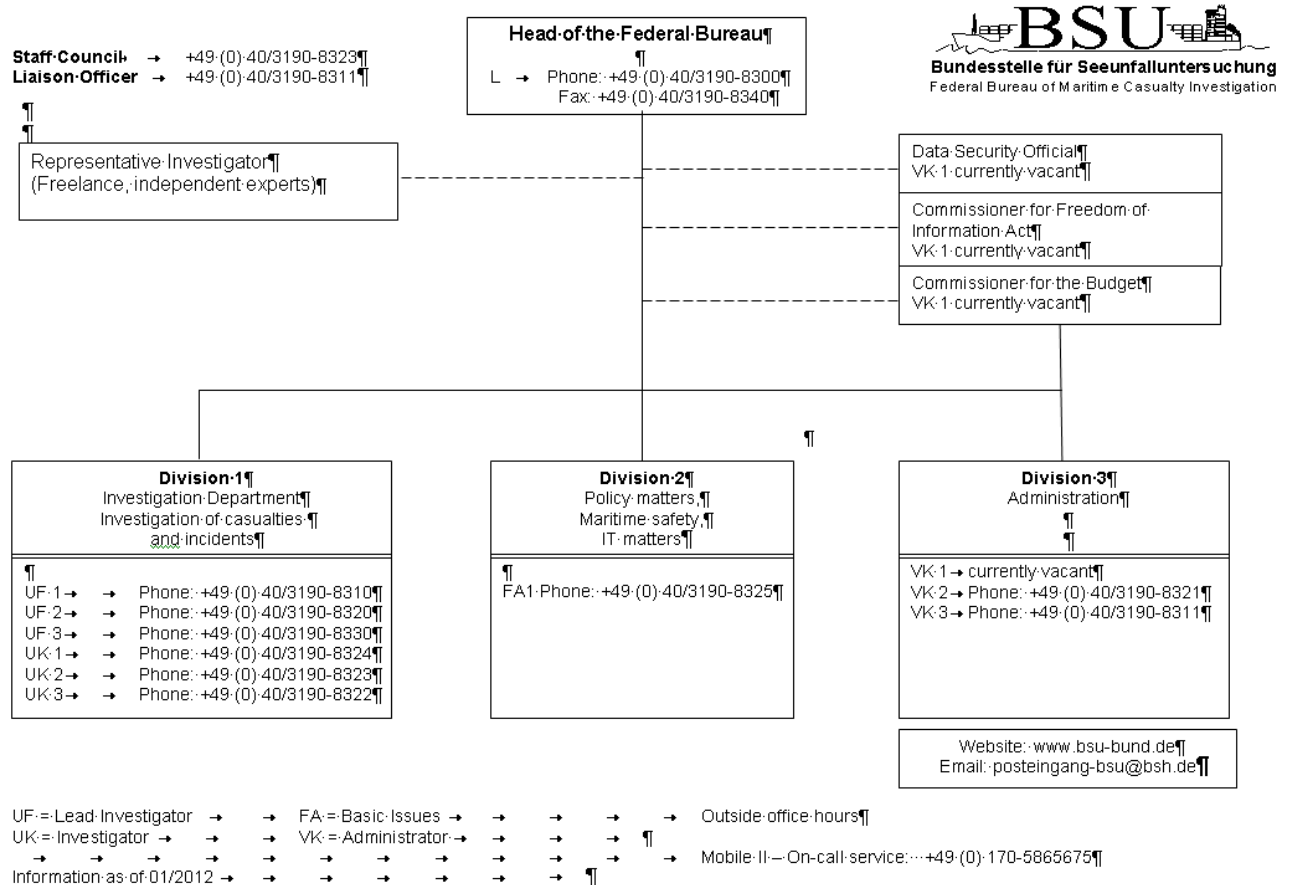 Staff Council → +49 (0) 40/3190-8323¶
Liaison Officer → +49 (0) 40/3190-8311¶
¶
¶
Head of the Federal Bureau¶
¶
L → Phone: +49 (0) 40/3190-8300¶
Fax: +49 (0) 40/3190-8340¶
BSU
Bundesstelle für Seeunfalluntersuchung
Federal Bureau of Maritime Casualty Investigation
Representative Investigator¶
(Freelance, independent experts)¶
Data Security Official¶
VK 1 currently vacant¶
Commissioner for Freedom of
Information Act¶
VK 1 currently vacant¶
Commissioner for the Budget¶
VK 1 currently vacant¶
¶
Division 1¶
Investigation Department¶
Investigation of casualties ¶
and incidents¶
¶
UF 1→ → Phone: +49 (0) 40/3190-8310¶
UF 2→ → Phone: +49 (0) 40/3190-8320¶
UF 3→ → Phone: +49 (0) 40/3190-8330¶
UK 1→ → Phone: +49 (0) 40/3190-8324¶
UK 2→ → Phone: +49 (0) 40/3190-8323¶
UK 3→ → Phone: +49 (0) 40/3190-8322¶
Division 2¶
Policy matters,¶
Maritime safety,¶
IT matters¶
¶
FA1 Phone: +49 (0) 40/3190-8325¶
Division 3¶
Administration¶
¶
¶
VK 1→ currently vacant¶
VK 2→ Phone: +49 (0) 40/3190-8321¶
VK 3→ Phone: +49 (0) 40/3190-8311¶
Website: www.bsu-bund.de¶
Email: posteingang-bsu@bsh.de¶
UF = Lead Investigator → → FA = Basic Issues → → → → → Outside office hours¶
UK = Investigator → → → VK = Administrator → → → → ¶
→ → → → → → → → → → → → Mobile II – On-call service: +49 (0) 170-5865675¶
Information as of 01/2012 → → → → → → → ¶